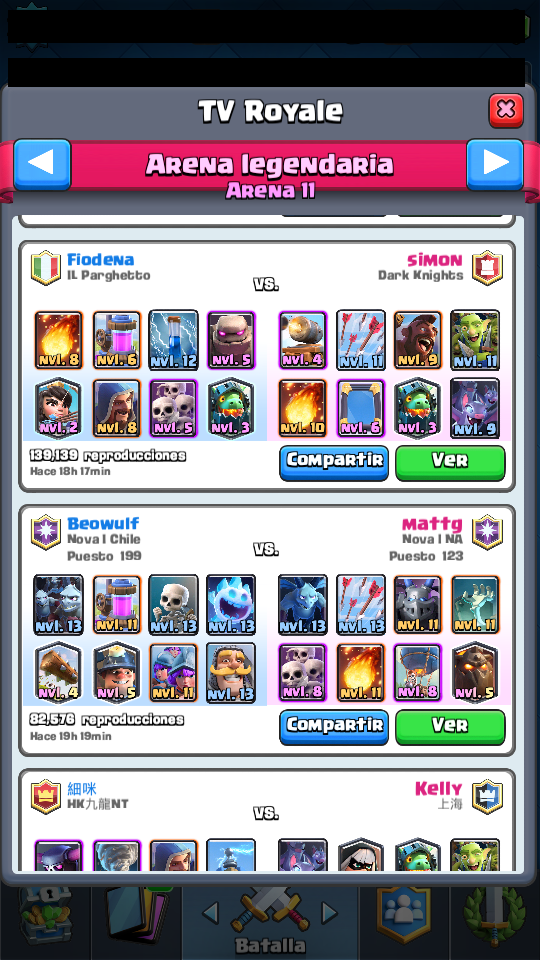 TV Royale
Arena legendaria
Arena 11
Fiodena
IL Parghetto
vs.
SiMON
Dark Knights
Nvl. 8 Nvl. 6 Nvl. 12 Nvl. 5 Nvl. 4 Nvl. 11 Nvl. 9 Nvl. 11
Nvl. 2 Nvl. 8 Nvl. 5 Nvl. 3 Nvl. 10 Nvl. 6 Nvl. 3 Nvl. 9
139,139 reproducciones
Hace 18h 17min
Compartir
Ver
Beowulf
Nova | Chile
Puesto 199
vs.
Mattg
Nova | NA
Puesto 123
Nvl. 13 Nvl. 11 Nvl. 13 Nvl. 13 Nvl. 13 Nvl. 13 Nvl. 11 Nvl. 11
Nvl. 4 Nvl. 5 Nvl. 11 Nvl. 13 Nvl. 8 Nvl. 11 Nvl. 8 Nvl. 5
82,576 reproducciones
Hace 19h 19min
Compartir
Ver
細咪
HK九龍NT
vs.
Kelly
上海
Batalla